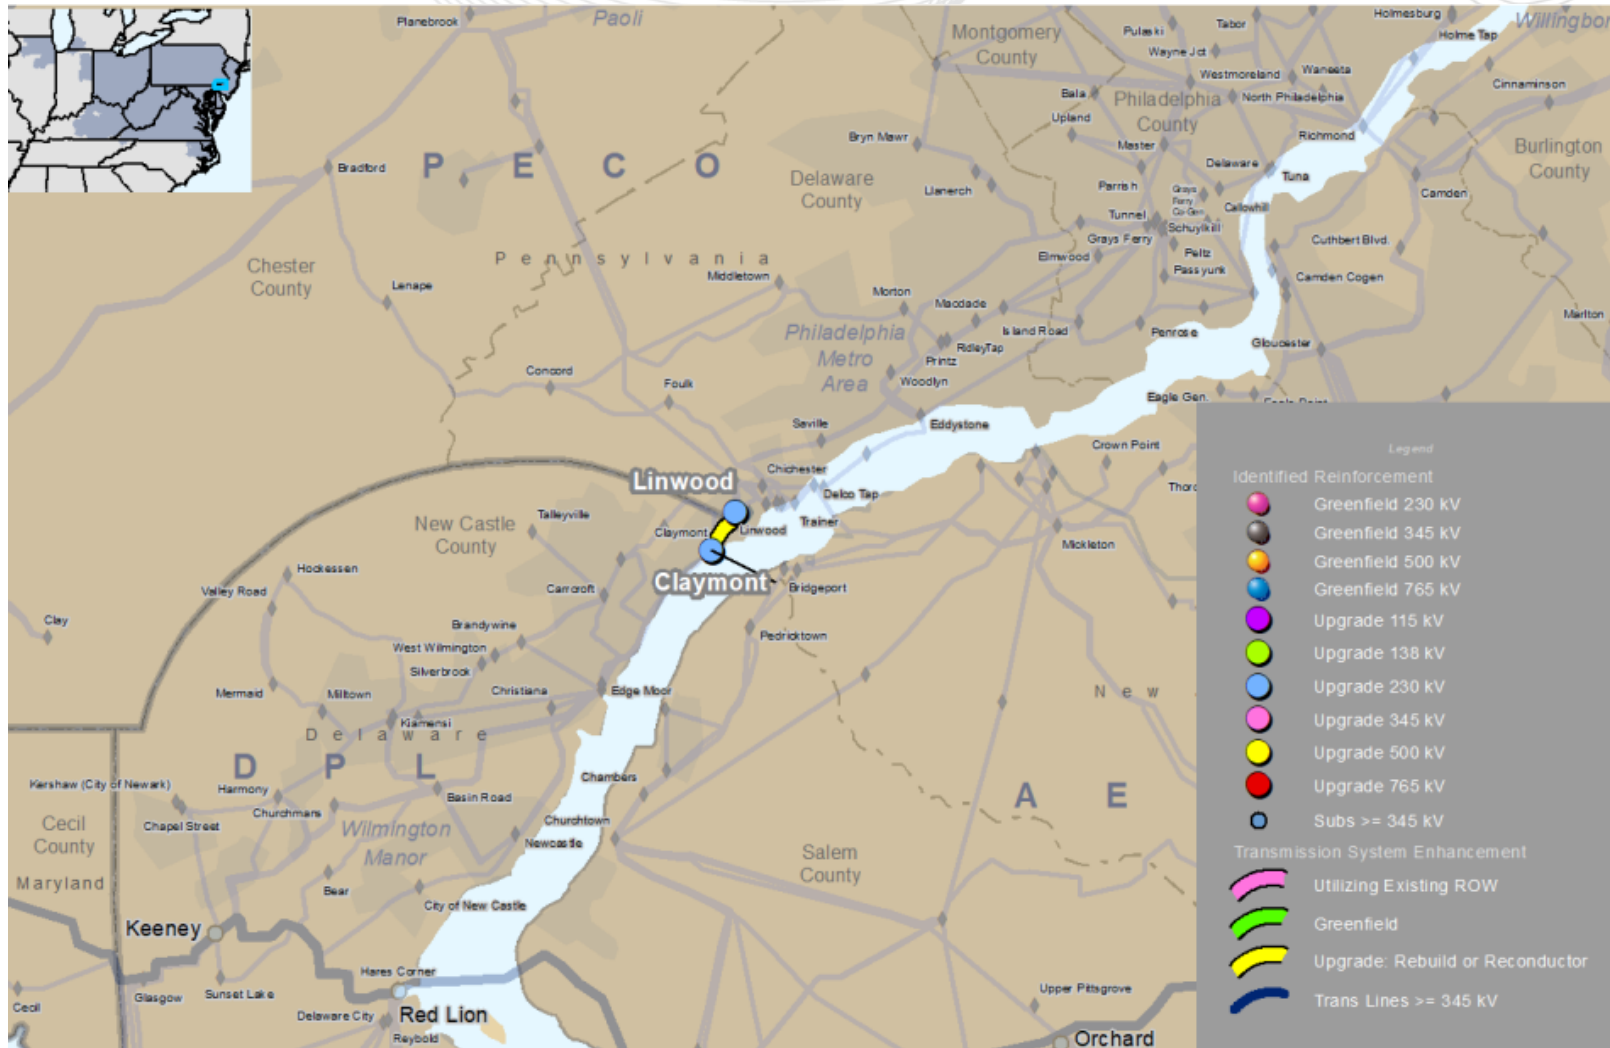 Planebrook
Paoli
Montgomery
County
Pulaski
Tabor
Holmesburg
Willingbor
Holme Tap
Wayne Jct
Westmoreland
Waneeta
Cinnaminson
Bala
Philadelphia
County
North Philadelphia
Upland
Bryn Mawr
Master
Richmond
Burlington
County
Bradford
P E C O
Delaware
County
Llanerch
Parrish
Delaware
Tuna
Camden
Grays
Ferry
Co-Gen
Callowhill
Tunnel
Schuylkill
Grays Ferry
Cuthbert Blvd.
Elmwood
Peltz
Passyunk
Camden Cogen
Pennsylvania
Middletown
Chester
County
Lenape
Morton
Macdade
Island Road
Penrose
Marlton
Philadelphia
Metro
Area
RidleyTap
Printz
Gloucester
Concord
Foulk
Woodlyn
Eagle Gen.
Saville
Eddystone
Crown Point
Chichester
Linwood
Delco Tap
Thoro
Trainer
Talleyville
New Castle
County
Claymont
Linwood
Mickleton
Claymont
Bridgeport
Hockessen
Valley Road
Carrcroft
Clay
Brandywine
West Wilmington
Silverbrook
Pedricktown
Mermaid
Milltown
Christiana
Edge Moor
New
Kiamensi
Delaware
D P L
A E
Kershaw (City of Newark)
Harmony
Chambers
Basin Road
Churchmans
Chapel Street
Cecil
County
Wilmington
Manor
Churchtown
Newcastle
Salem
County
Maryland
Bear
City of New Castle
Keeney
Hares Corner
Glasgow
Sunset Lake
Cecil
Delaware City
Red Lion
Reybold
Upper Pittsgrove
Orchard
Legend
Identified Reinforcement
Greenfield 230 kV
Greenfield 345 kV
Greenfield 500 kV
Greenfield 765 kV
Upgrade 115 kV
Upgrade 138 kV
Upgrade 230 kV
Upgrade 345 kV
Upgrade 500 kV
Upgrade 765 kV
Subs >= 345 kV
Transmission System Enhancement
Utilizing Existing ROW
Greenfield
Upgrade: Rebuild or Reconductor
Trans Lines >= 345 kV